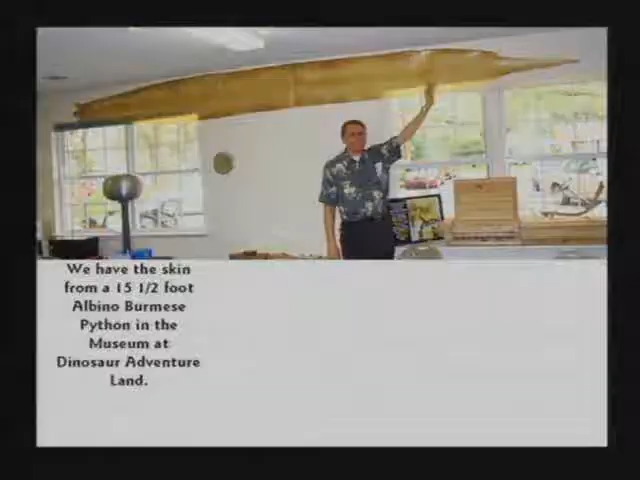 We have the skin
from a 15 1/2 foot
Albino Burmese
Python in the
Museum at
Dinosaur Adventure
Land.